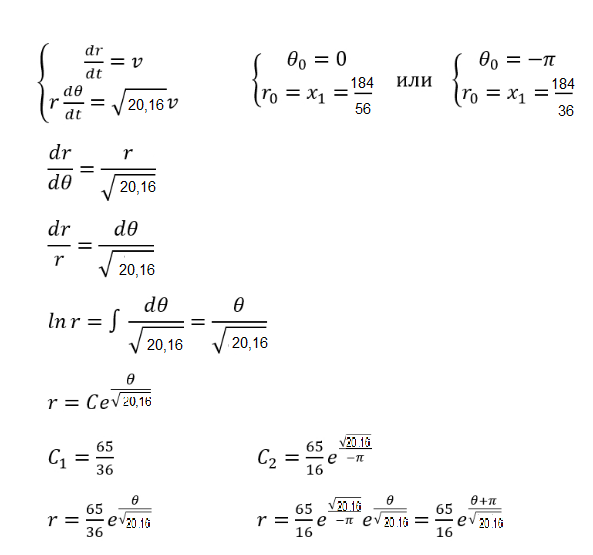 { dr/dt = v    { θ₀ = 0    или    { θ₀ = −π
{ r dθ/dt = √20,16 v    { r₀ = x₁ = 184/56    { r₀ = x₁ = 184/36
dr/dθ = r/√20,16
dr/r = dθ/√20,16
ln r = ∫ dθ/√20,16 = θ/√20,16
r = Ce^(θ/√20,16)
C₁ = 65/36    C₂ = 65/16 e^(√20.16/−π)
r = 65/36 e^(θ/√20.16)    r = 65/16 e^(√20.16/−π) e^(θ/√20.16) = 65/16 e^((θ+π)/√20.16)